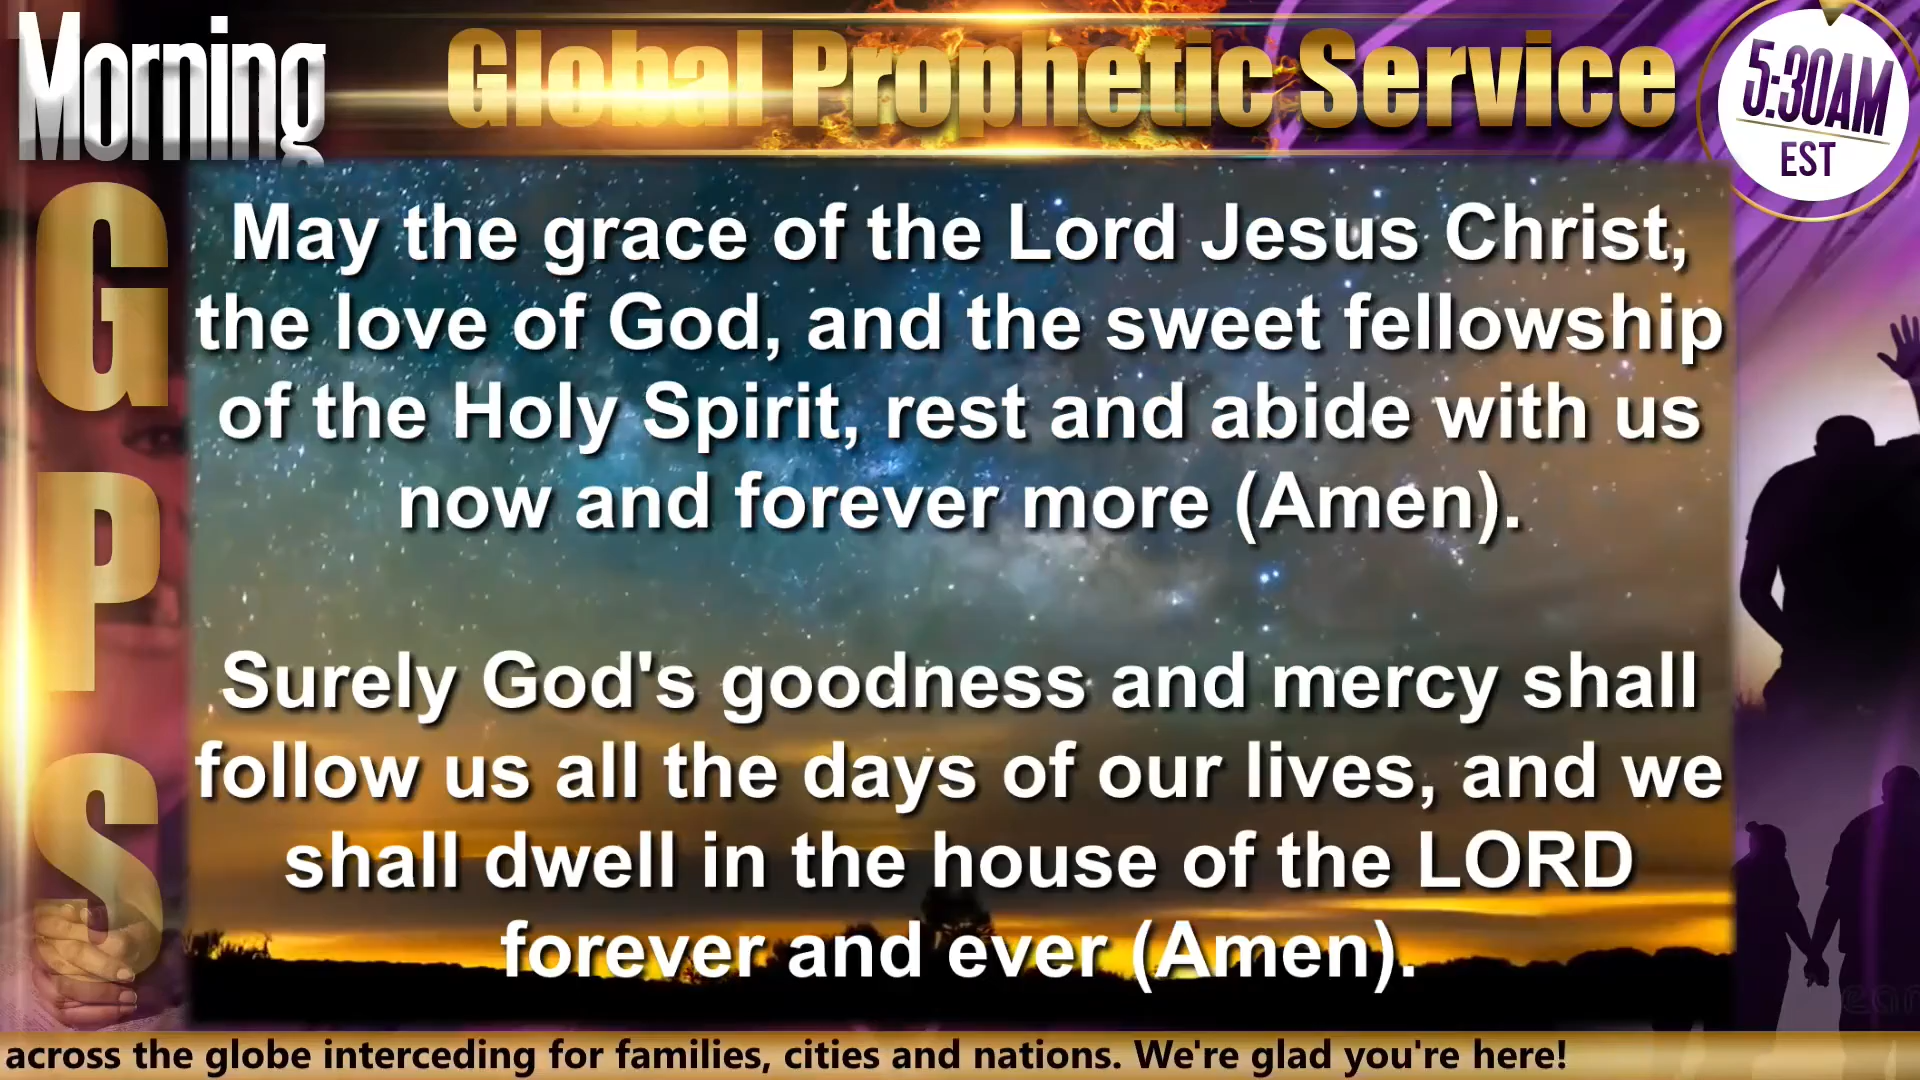 Morning
Global Prophetic Service
5:30AM
EST
G
P
S
May the grace of the Lord Jesus Christ,
the love of God, and the sweet fellowship
of the Holy Spirit, rest and abide with us
now and forever more (Amen).
Surely God's goodness and mercy shall
follow us all the days of our lives, and we
shall dwell in the house of the LORD
forever and ever (Amen).
across the globe interceding for families, cities and nations. We're glad you're here!